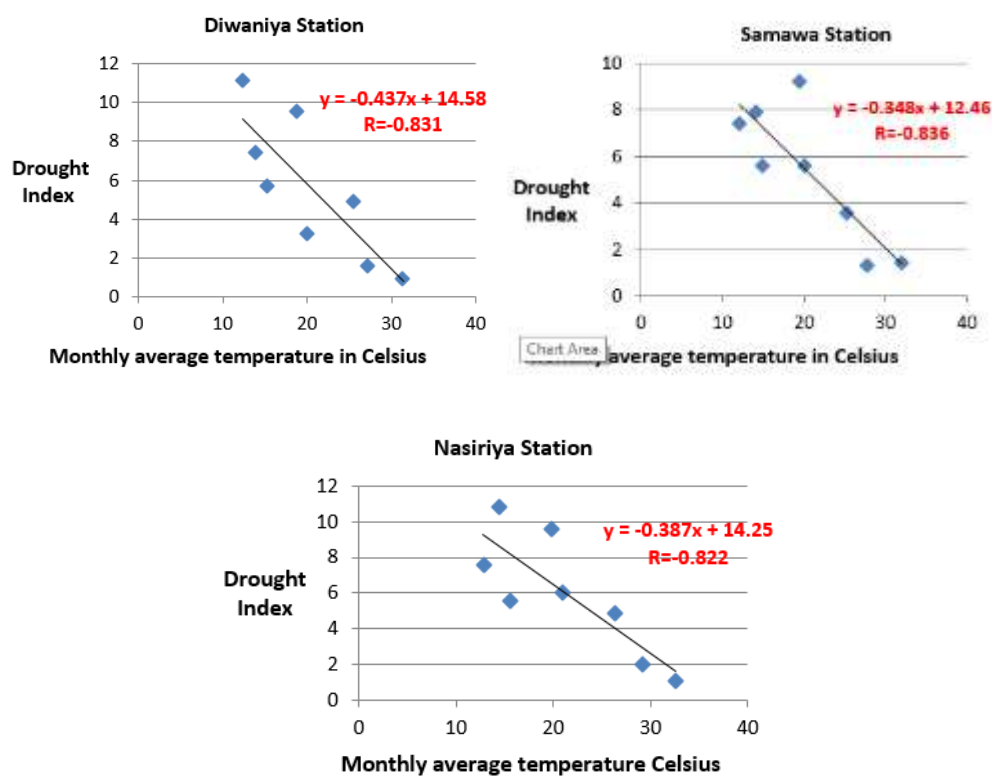 Diwaniya Station
12
10
8
6
4
2
0
y = -0.437x + 14.58
R=-0.831
Drought
Index
0 10 20 30 40
Monthly average temperature in Celsius
Samawa Station
10
8
6
4
2
0
y = -0.348x + 12.46
R=-0.836
Drought
Index
0 10 20 30 40
Chart Area
average temperature in Celsius
Nasiriya Station
12
10
8
6
4
2
0
y = -0.387x + 14.25
R=-0.822
Drought
Index
0 10 20 30 40
Monthly average temperature Celsius